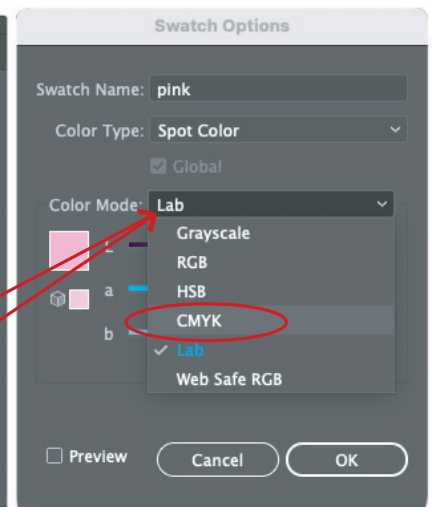 Swatch Options
Swatch Name: pink
Color Type: Spot Color
Global
Color Mode: Lab
Grayscale
L
RGB
a
HSB
CMYK
b
Lab
Web Safe RGB
Preview
Cancel
OK